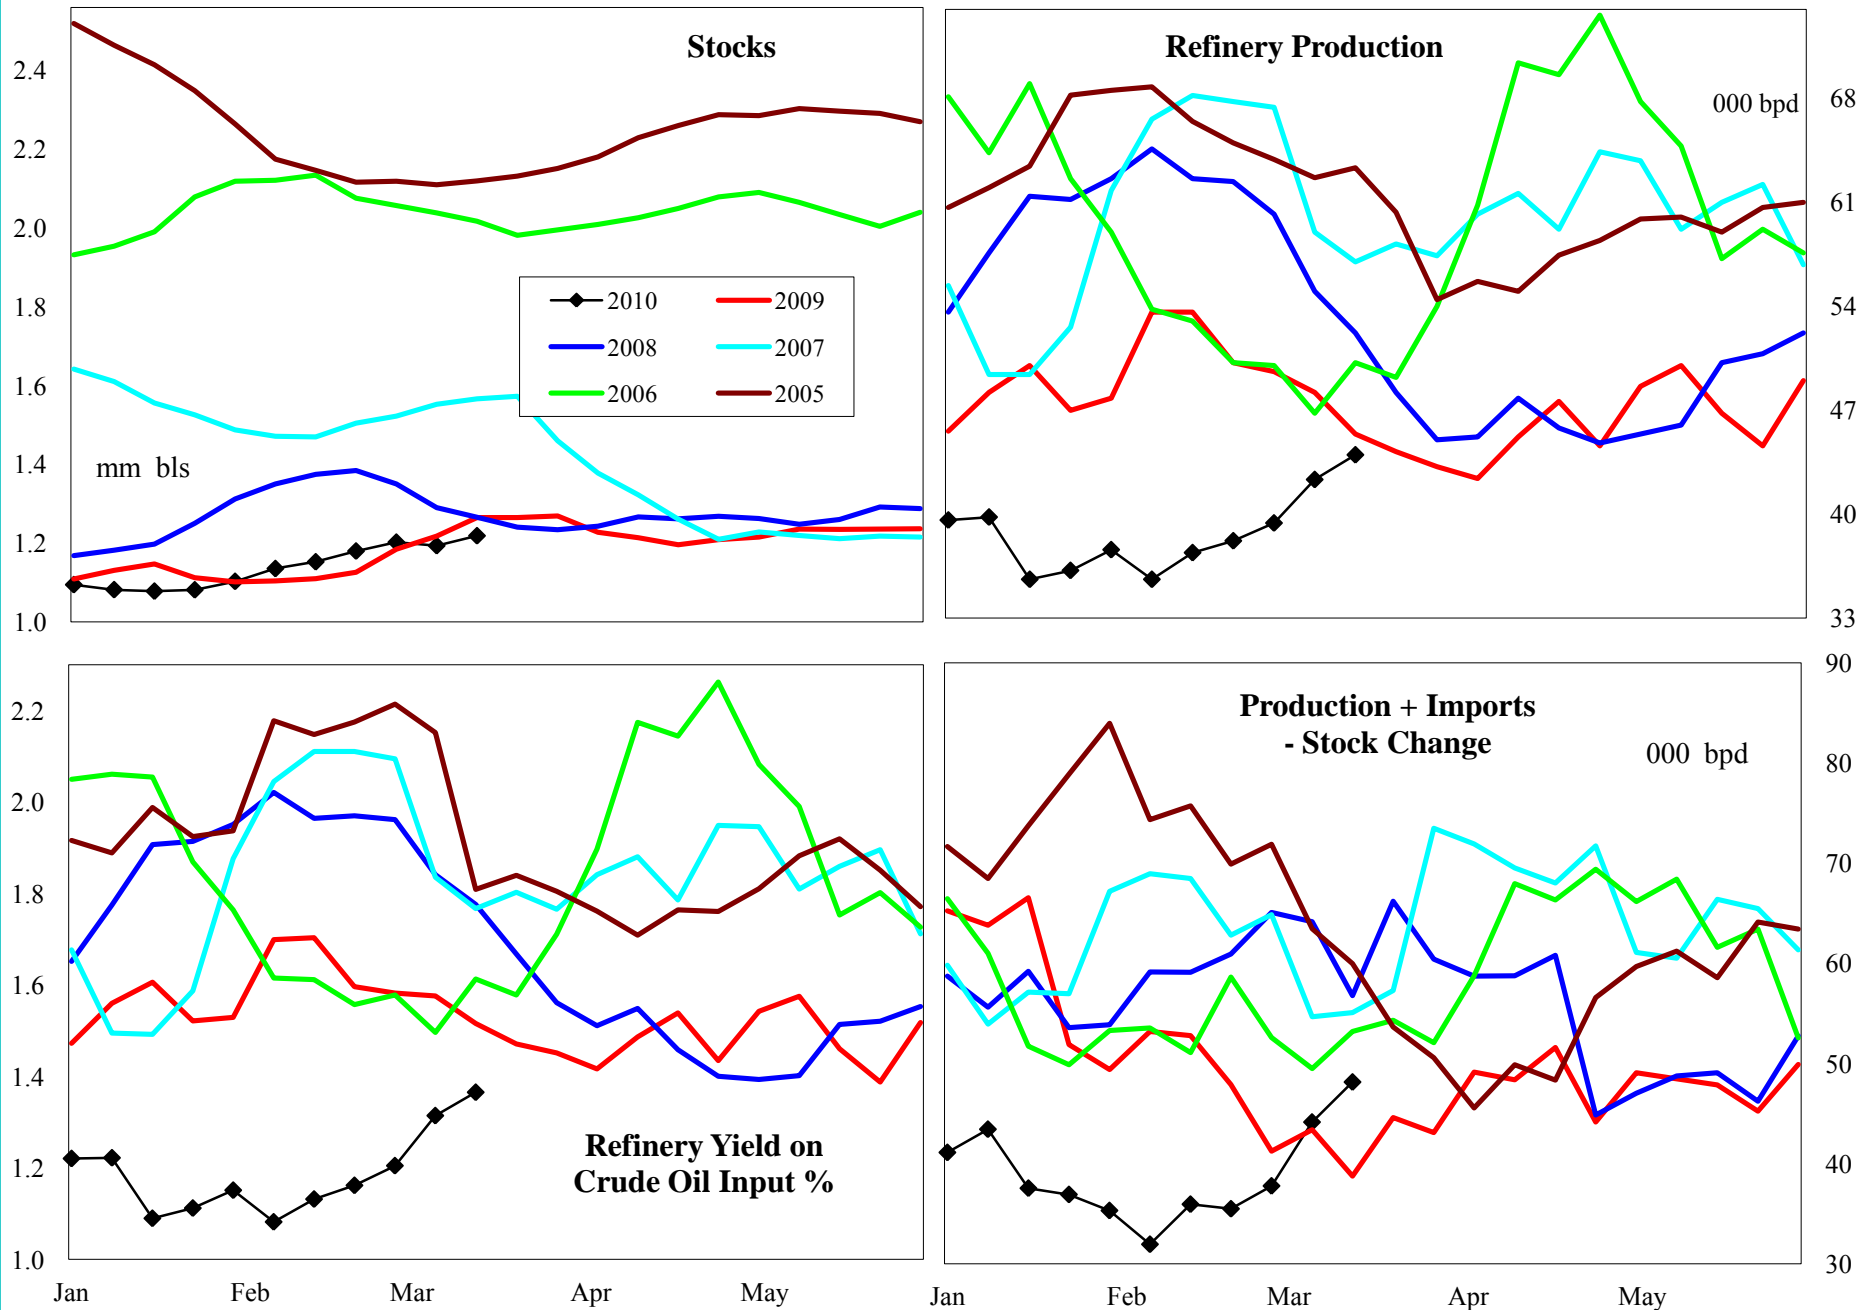 Stocks
2.4
2.2
2.0
1.8
1.6
1.4
1.2
1.0
mm bls
2010
2009
2008
2007
2006
2005
Refinery Production
000 bpd
68
61
54
47
40
33
2.2
2.0
1.8
1.6
1.4
1.2
1.0
Refinery Yield on
Crude Oil Input %
Jan
Feb
Mar
Apr
May
Production + Imports
- Stock Change
000 bpd
90
80
70
60
50
40
30
Jan
Feb
Mar
Apr
May